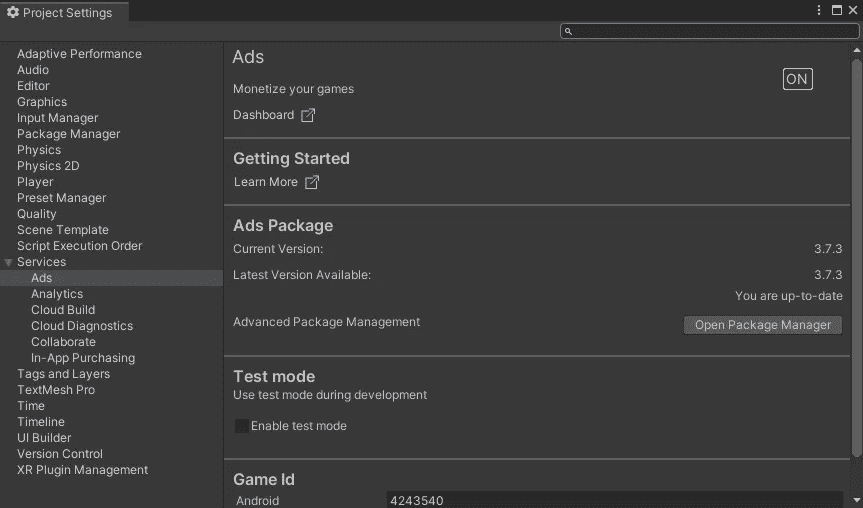 Project Settings
Adaptive Performance
Audio
Editor
Graphics
Input Manager
Package Manager
Physics
Physics 2D
Player
Preset Manager
Quality
Scene Template
Script Execution Order
Services
Ads
Analytics
Cloud Build
Cloud Diagnostics
Collaborate
In-App Purchasing
Tags and Layers
TextMesh Pro
Time
Timeline
UI Builder
Version Control
XR Plugin Management
Ads
ON
Monetize your games
Dashboard
Getting Started
Learn More
Ads Package
Current Version: 3.7.3
Latest Version Available: 3.7.3
You are up-to-date
Advanced Package Management Open Package Manager
Test mode
Use test mode during development
Enable test mode
Game Id
Android 4243540